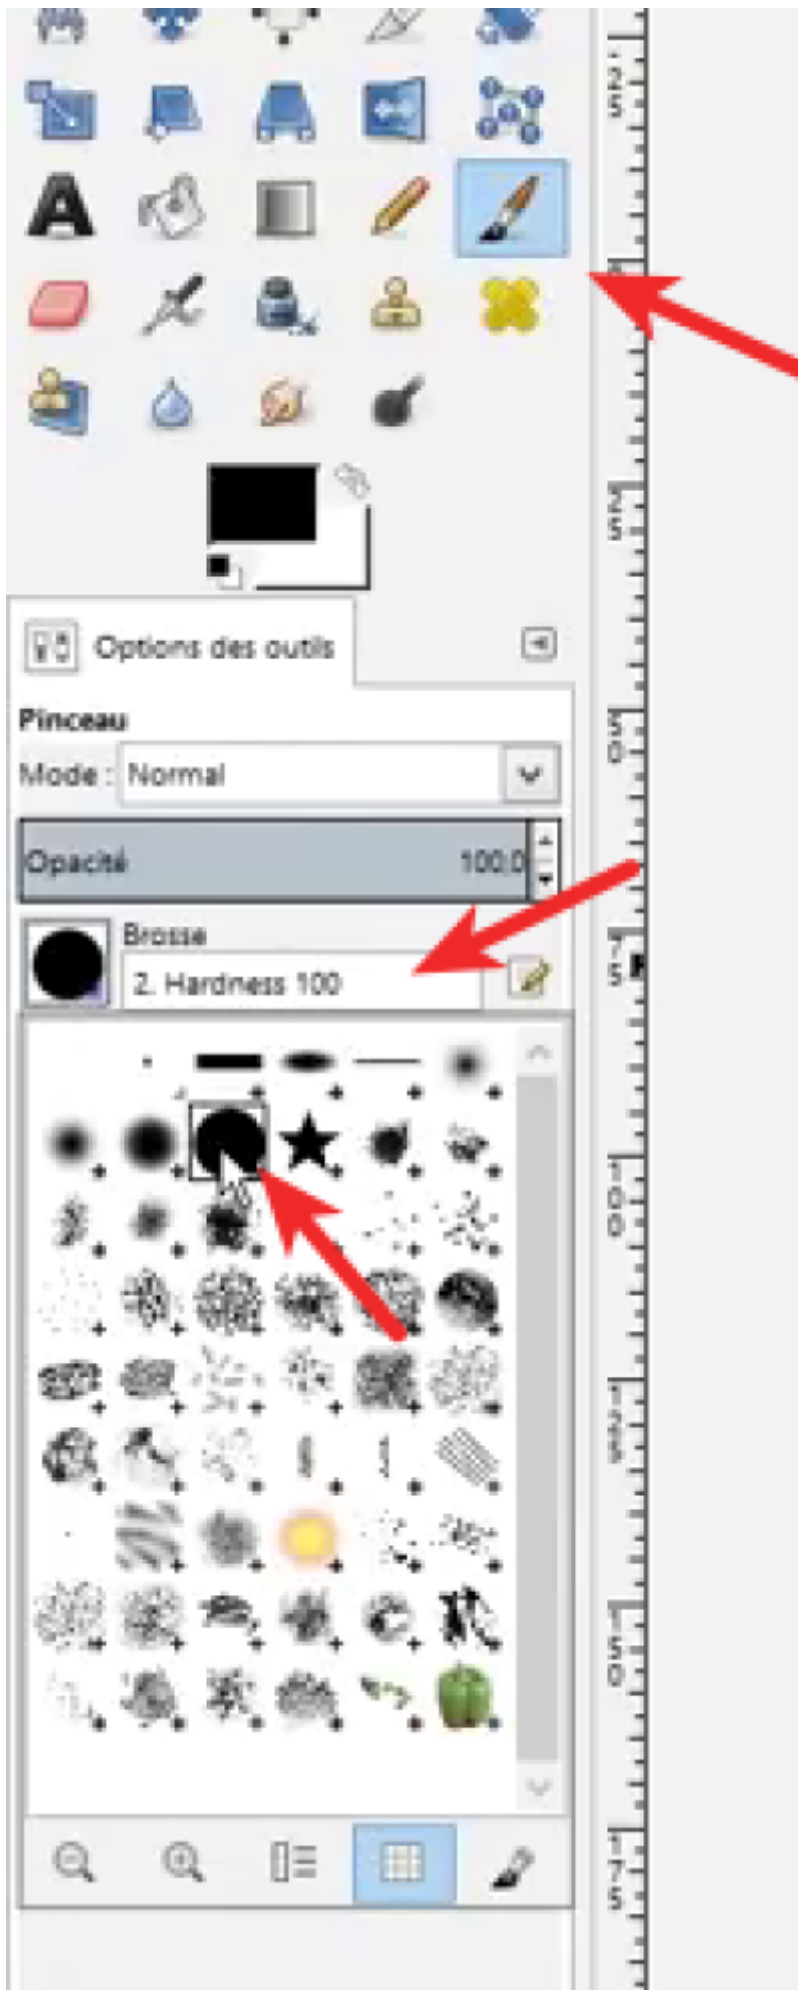 Options des outils
Pinceau
Mode : Normal
Opacité 100,0
Brosse
2. Hardness 100